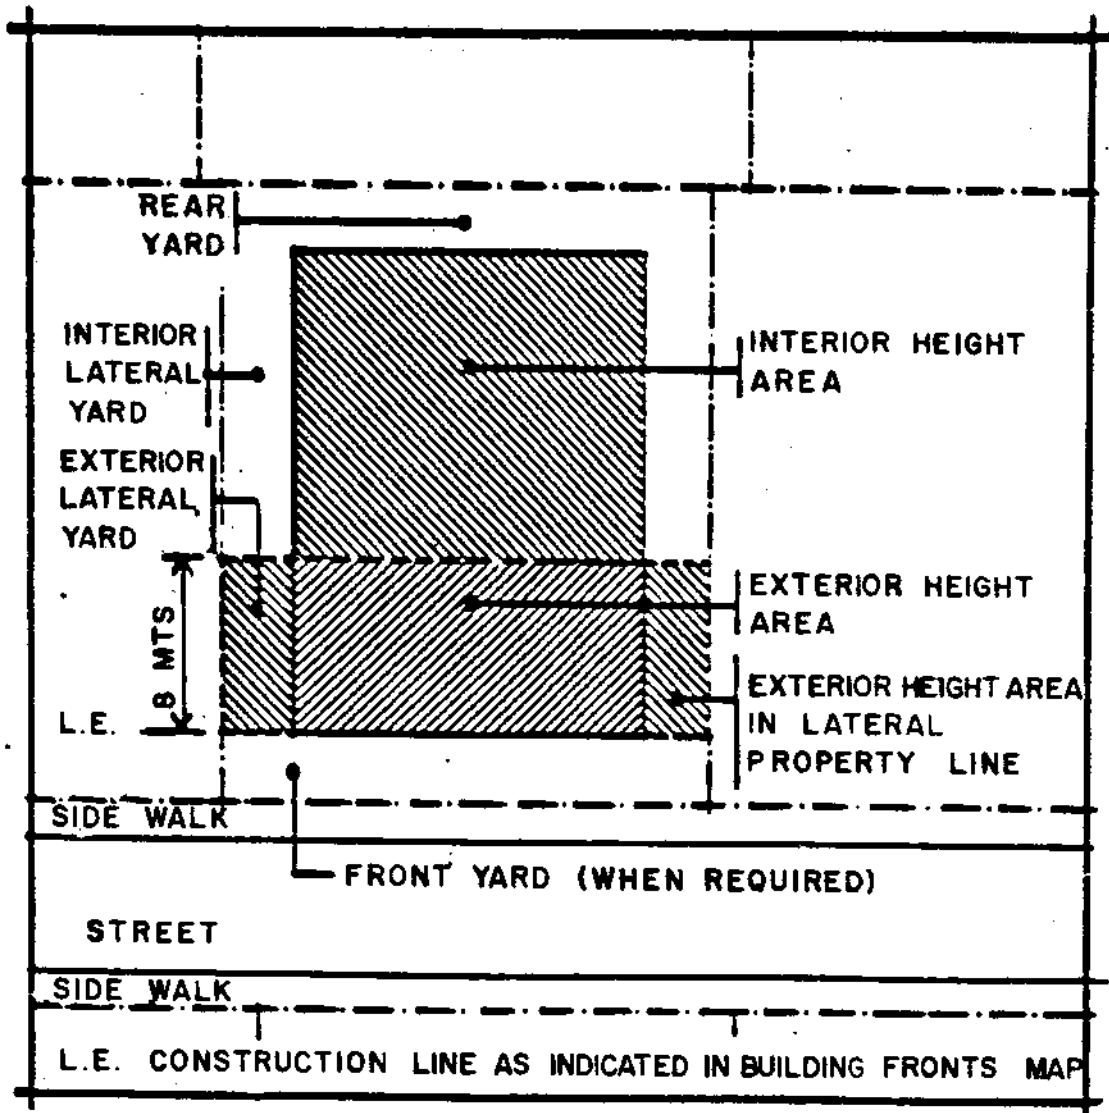 REAR
YARD
INTERIOR
LATERAL
YARD
INTERIOR HEIGHT
AREA
EXTERIOR
LATERAL
YARD
8 MTS
EXTERIOR HEIGHT
AREA
EXTERIOR HEIGHT AREA
IN LATERAL
PROPERTY LINE
L.E.
SIDE WALK
FRONT YARD (WHEN REQUIRED)
STREET
SIDE WALK
L.E. CONSTRUCTION LINE AS INDICATED IN BUILDING FRONTS MAP